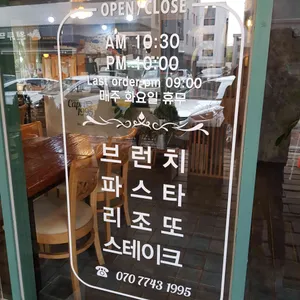 OPEN / CLOSE
AM 10:30
PM 10:00
Last order pm 09:00
매주 화요일 휴무
브런치
파스타
리조또
스테이크
☎ 070 7743 1995